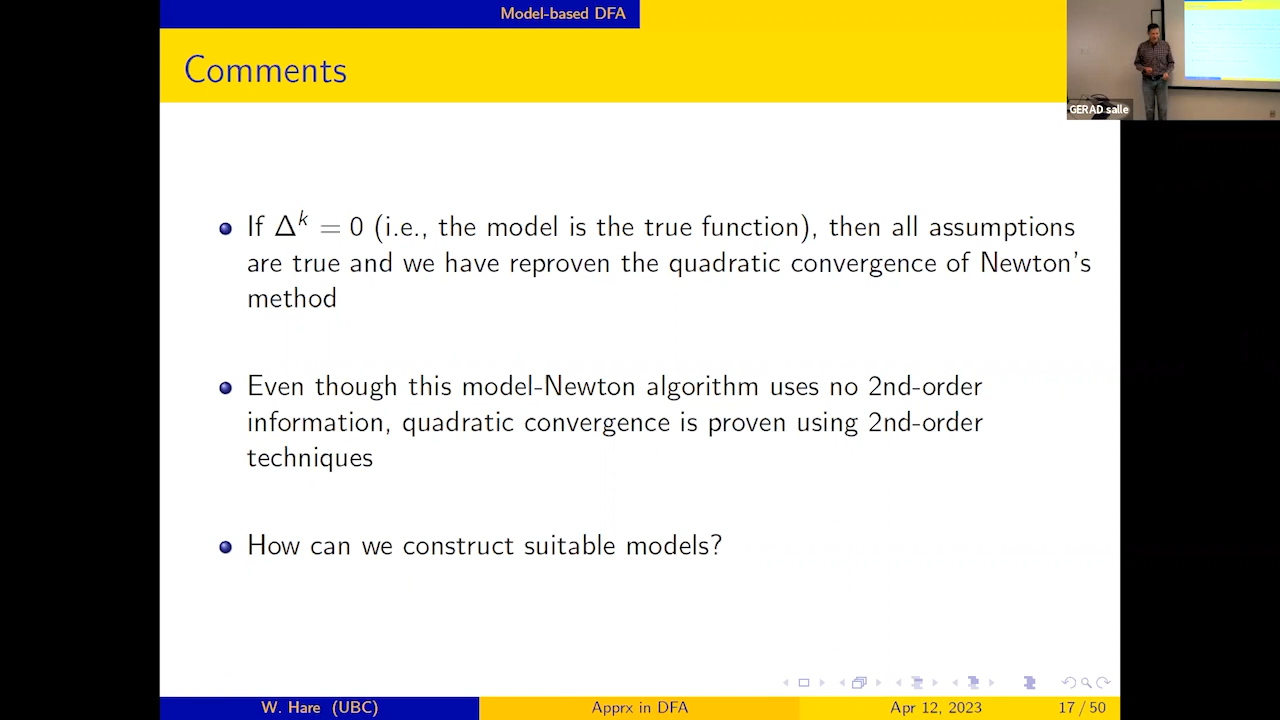 Model-based DFA
Comments
GERAD salle
If Δ^k = 0 (i.e., the model is the true function), then all assumptions
are true and we have reproven the quadratic convergence of Newton's
method
Even though this model-Newton algorithm uses no 2nd-order
information, quadratic convergence is proven using 2nd-order
techniques
How can we construct suitable models?
W. Hare (UBC)
Apprx in DFA
Apr 12, 2023
17 / 50